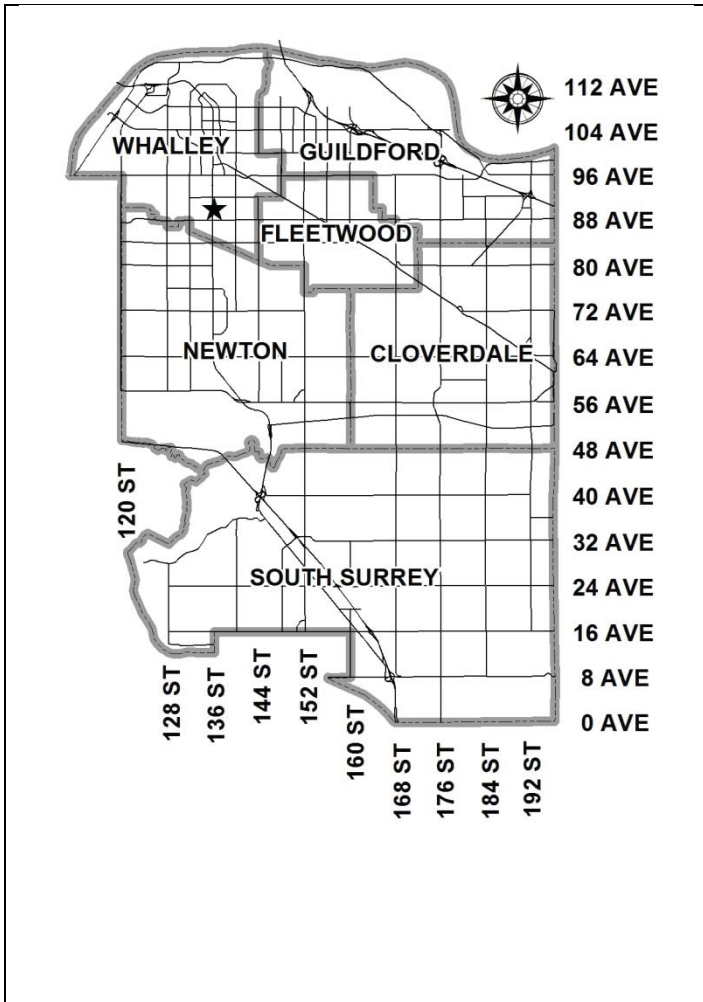 112 AVE
104 AVE
WHALLEY
GUILDFORD
96 AVE
88 AVE
FLEETWOOD
80 AVE
72 AVE
NEWTON
CLOVERDALE
64 AVE
56 AVE
48 AVE
120 ST
40 AVE
32 AVE
SOUTH SURREY
24 AVE
16 AVE
8 AVE
0 AVE
128 ST
136 ST
144 ST
152 ST
160 ST
168 ST
176 ST
184 ST
192 ST